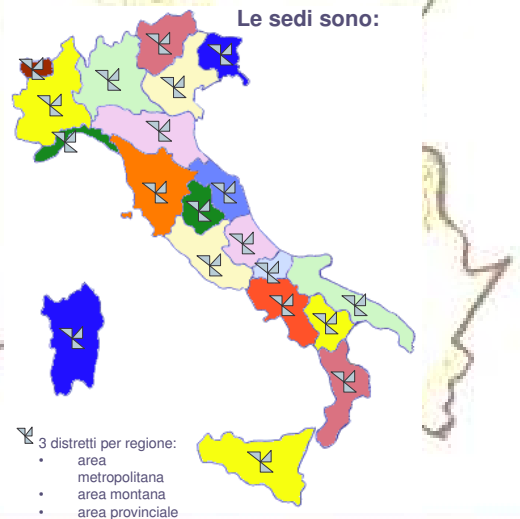 Le sedi sono:
3 distretti per regione:
• area
metropolitana
• area montana
• area provinciale